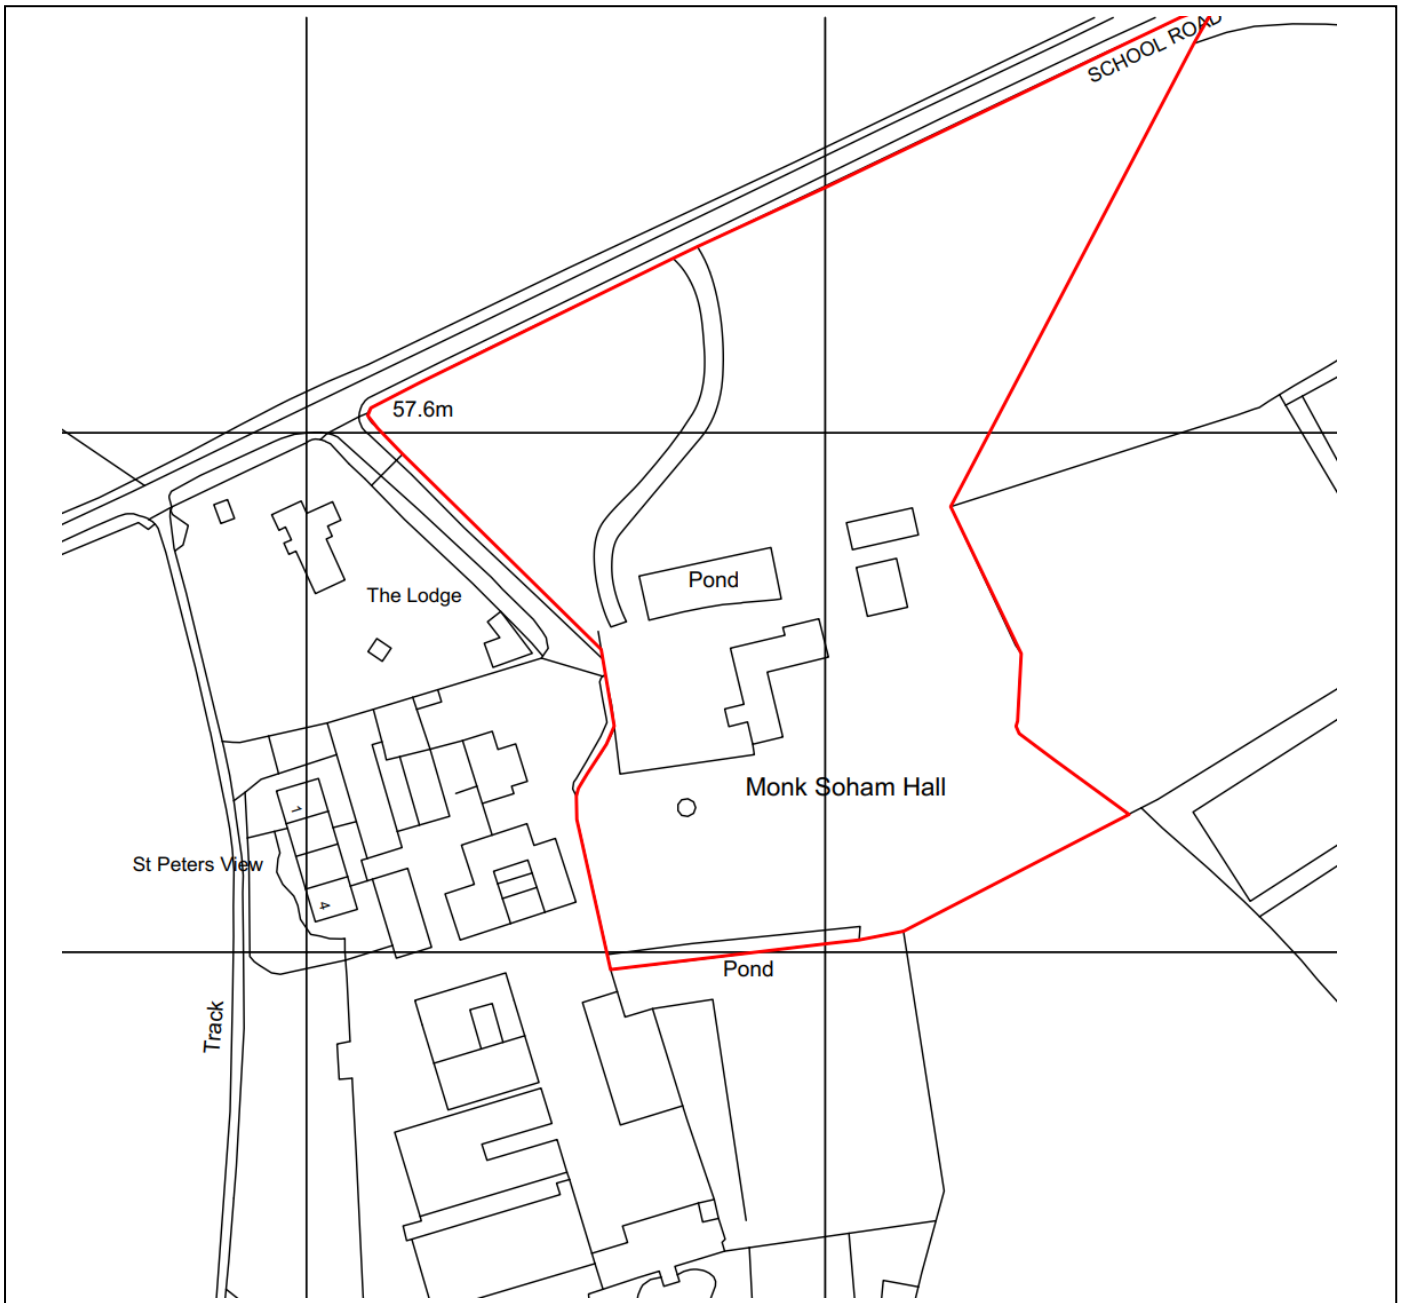 SCHOOL ROAD
57.6m
Pond
The Lodge
Monk Soham Hall
1
St Peters View
4
Pond
Track